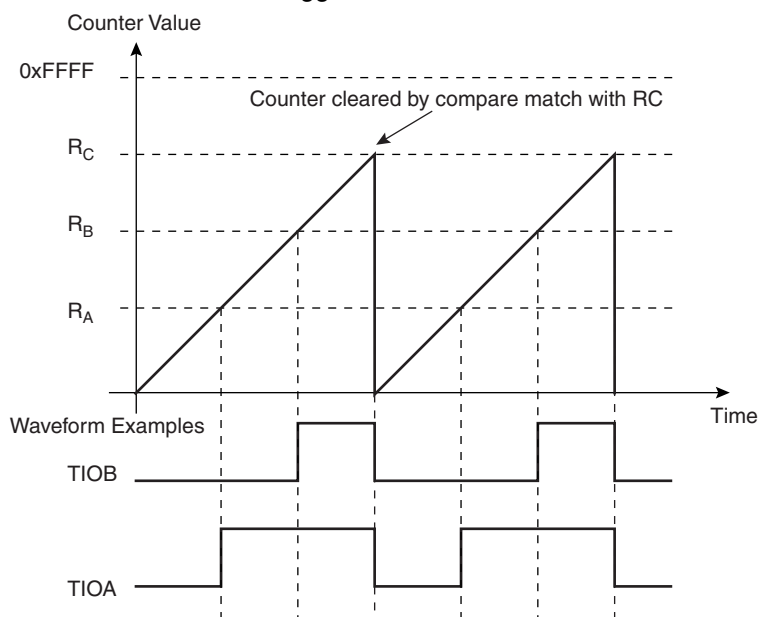 Counter Value
0xFFFF
Counter cleared by compare match with RC
RC
RB
RA
Time
Waveform Examples
TIOB
TIOA